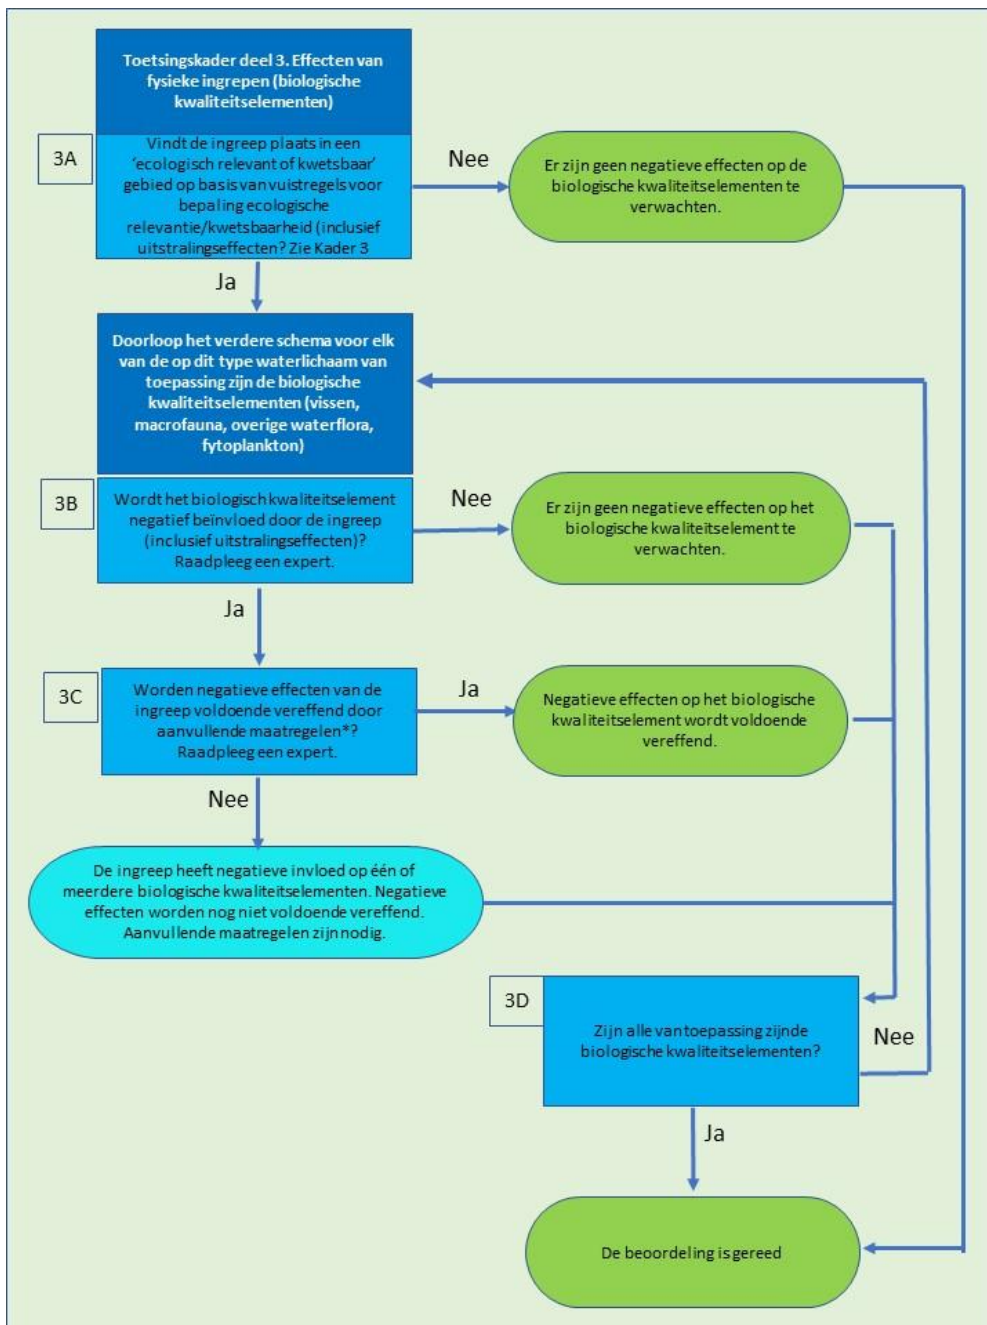 Toetsingskader deel 3. Effecten van
fysieke ingrepen (biologische
kwaliteitselementen)
3A
Vindt de ingreep plaats in een
‘ecologisch relevant of kwetsbaar’
gebied op basis van vuistregels voor
bepaling ecologische
relevantie/kwetsbaarheid (inclusief
uitstralingseffecten? Zie Kader 3
Nee
Er zijn geen negatieve effecten op de
biologische kwaliteitselementen te
verwachten.
Ja
Doorloop het verdere schema voor elk
van de op dit type waterlichaam van
toepassing zijn de biologische
kwaliteitselementen (vissen,
macrofauna, overige waterflora,
fytoplankton)
3B
Wordt het biologisch kwaliteitselement
negatief beïnvloed door de ingreep
(inclusief uitstralingseffecten)?
Raadpleeg een expert.
Nee
Er zijn geen negatieve effecten op het
biologische kwaliteitselement te
verwachten.
Ja
3C
Worden negatieve effecten van de
ingreep voldoende vereffend door
aanvullende maatregelen*?
Raadpleeg een expert.
Ja
Negatieve effecten op het biologische
kwaliteitselement wordt voldoende
vereffend.
Nee
De ingreep heeft negatieve invloed op één of
meerdere biologische kwaliteitselementen. Negatieve
effecten worden nog niet voldoende vereffend.
Aanvullende maatregelen zijn nodig.
3D
Zijn alle van toepassing zijnde
biologische kwaliteitselementen?
Nee
Ja
De beoordeling is gereed